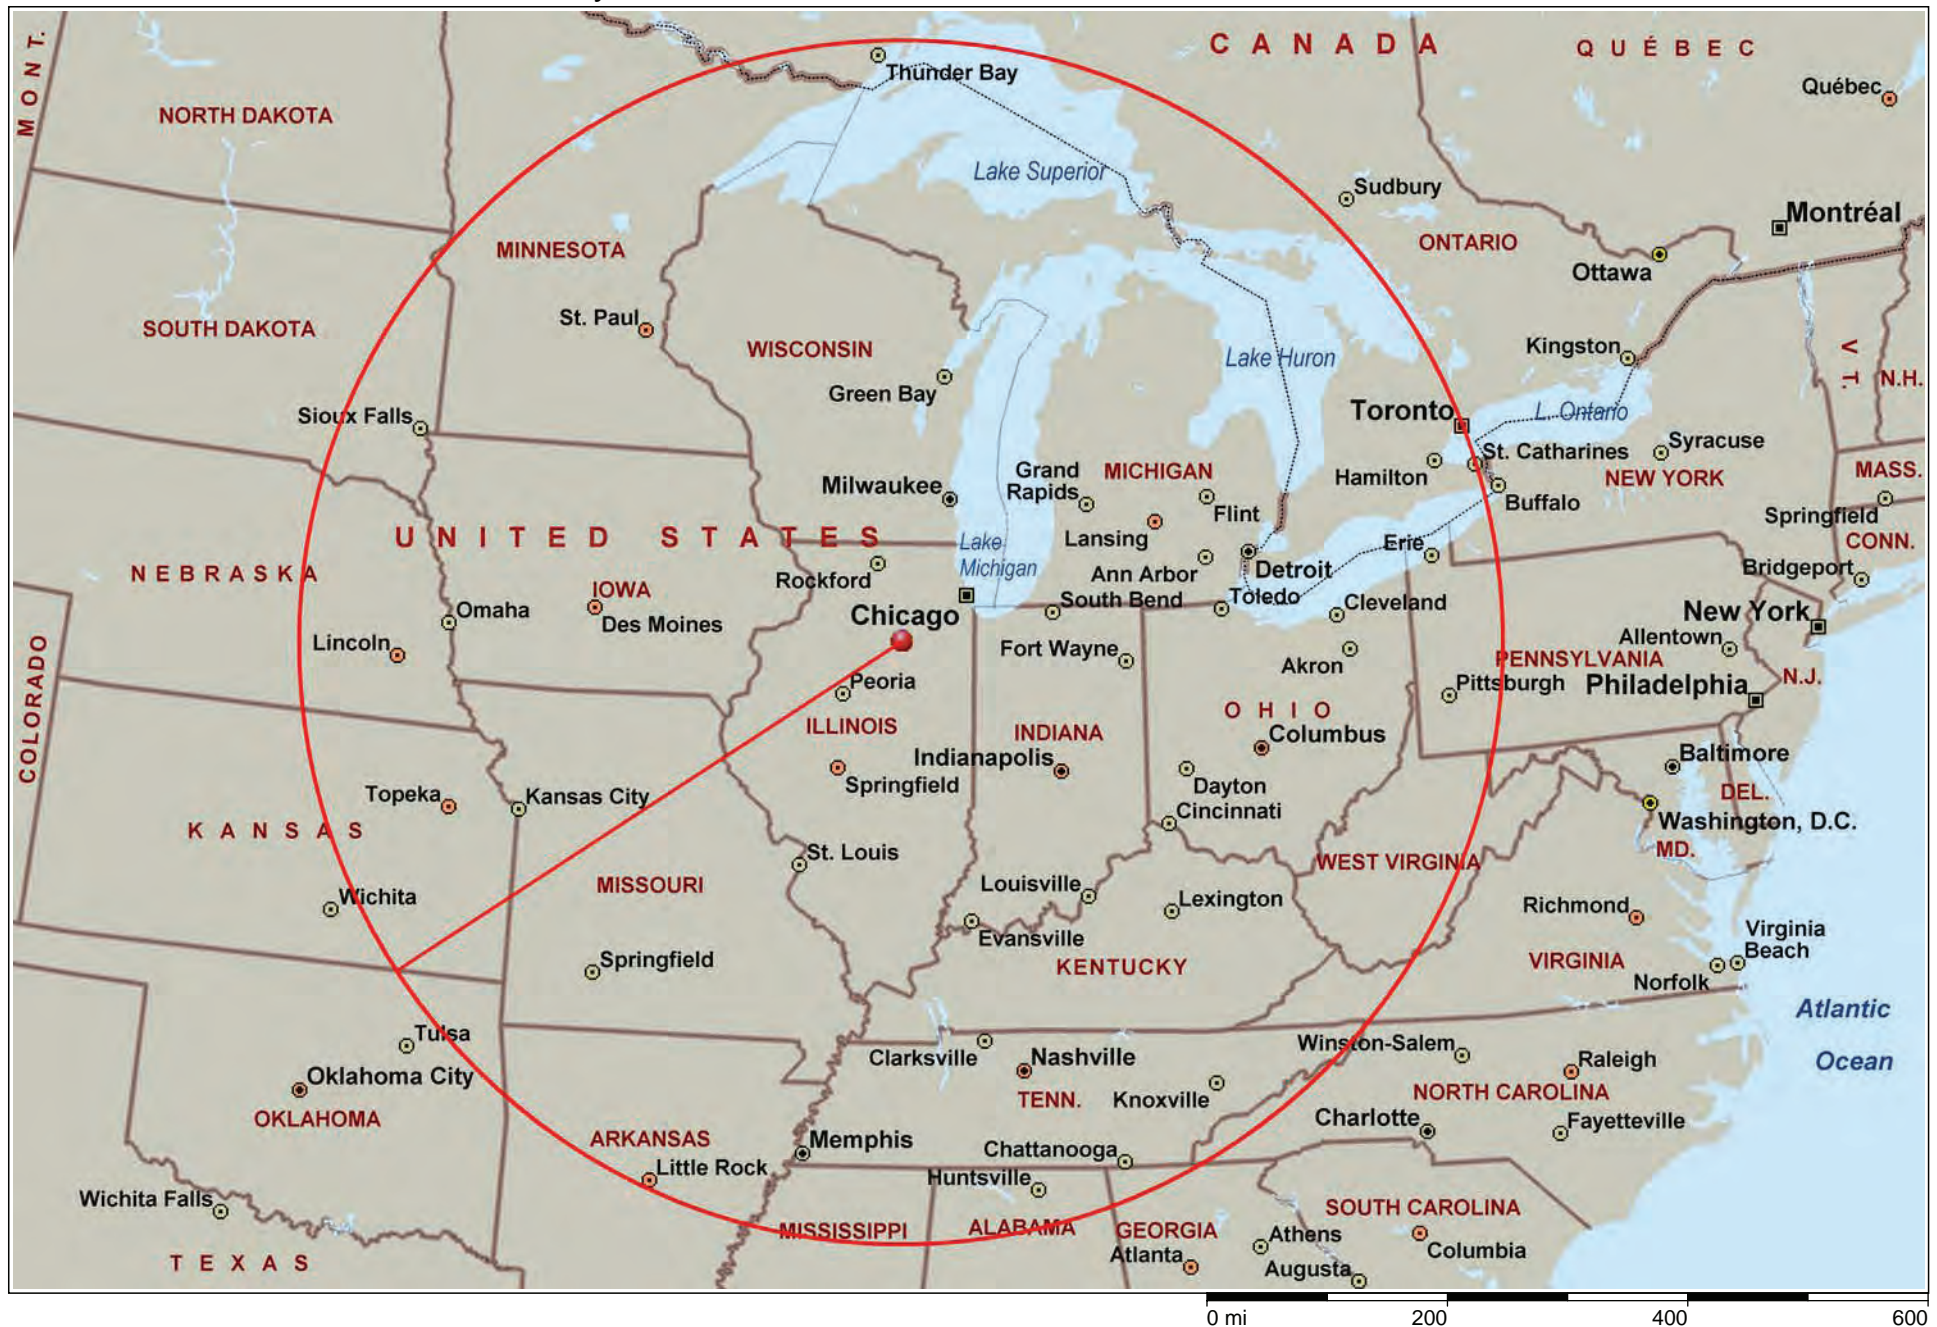 MONT.
CANADA
QUÉBEC
Thunder Bay
Québec
NORTH DAKOTA
Lake Superior
Sudbury
Montréal
MINNESOTA
ONTARIO
Ottawa
St. Paul
SOUTH DAKOTA
WISCONSIN
Lake Huron
Kingston
VT.
N.H.
Green Bay
Sioux Falls
Toronto
L. Ontario
Syracuse
St. Catharines
Milwaukee
Grand
Rapids
MICHIGAN
Hamilton
NEW YORK
MASS.
Flint
Buffalo
Springfield
UNITED STATES
Lansing
Erie
CONN.
Lake
Michigan
NEBRASKA
Rockford
Ann Arbor
Detroit
Bridgeport
IOWA
Omaha
Des Moines
Chicago
South Bend
Toledo
Cleveland
New York
Lincoln
Fort Wayne
Akron
Allentown
PENNSYLVANIA
COLORADO
Peoria
Pittsburgh
Philadelphia
N.J.
ILLINOIS
INDIANA
OHIO
Columbus
Indianapolis
Baltimore
Topeka
Kansas City
Springfield
Dayton
DEL.
KANSAS
Cincinnati
Washington, D.C.
St. Louis
WEST VIRGINIA
MD.
MISSOURI
Louisville
Wichita
Lexington
Richmond
Evansville
Virginia
Beach
Springfield
KENTUCKY
VIRGINIA
Norfolk
Atlantic
Ocean
Tulsa
Clarksville
Nashville
Winston-Salem
Raleigh
Oklahoma City
OKLAHOMA
TENN.
Knoxville
NORTH CAROLINA
Charlotte
Fayetteville
ARKANSAS
Memphis
Chattanooga
Little Rock
Huntsville
Wichita Falls
SOUTH CAROLINA
MISSISSIPPI
ALABAMA
GEORGIA
Athens
Columbia
Atlanta
Augusta
TEXAS
0 mi
200
400
600